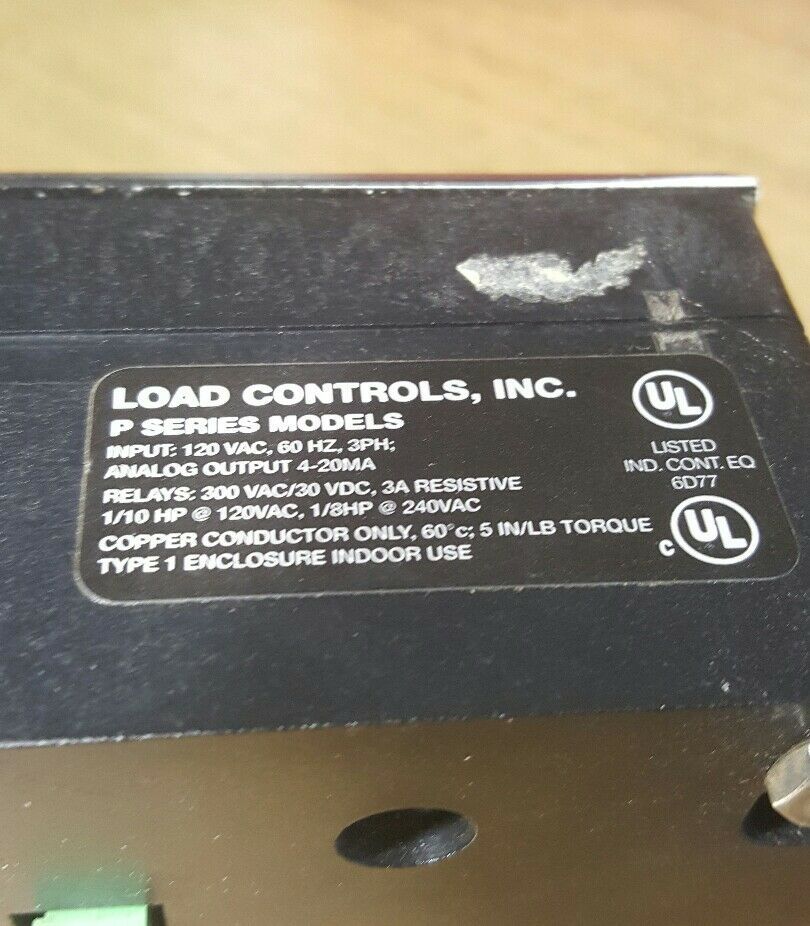 LOAD CONTROLS, INC.
P SERIES MODELS
INPUT: 120 VAC, 60 HZ, 3PH;
ANALOG OUTPUT 4-20MA
RELAYS: 300 VAC/30 VDC, 3A RESISTIVE
1/10 HP @ 120VAC, 1/8HP @ 240VAC
COPPER CONDUCTOR ONLY, 60°c; 5 IN/LB TORQUE
TYPE 1 ENCLOSURE INDOOR USE
UL
LISTED
IND. CONT. EQ
6D77
c UL